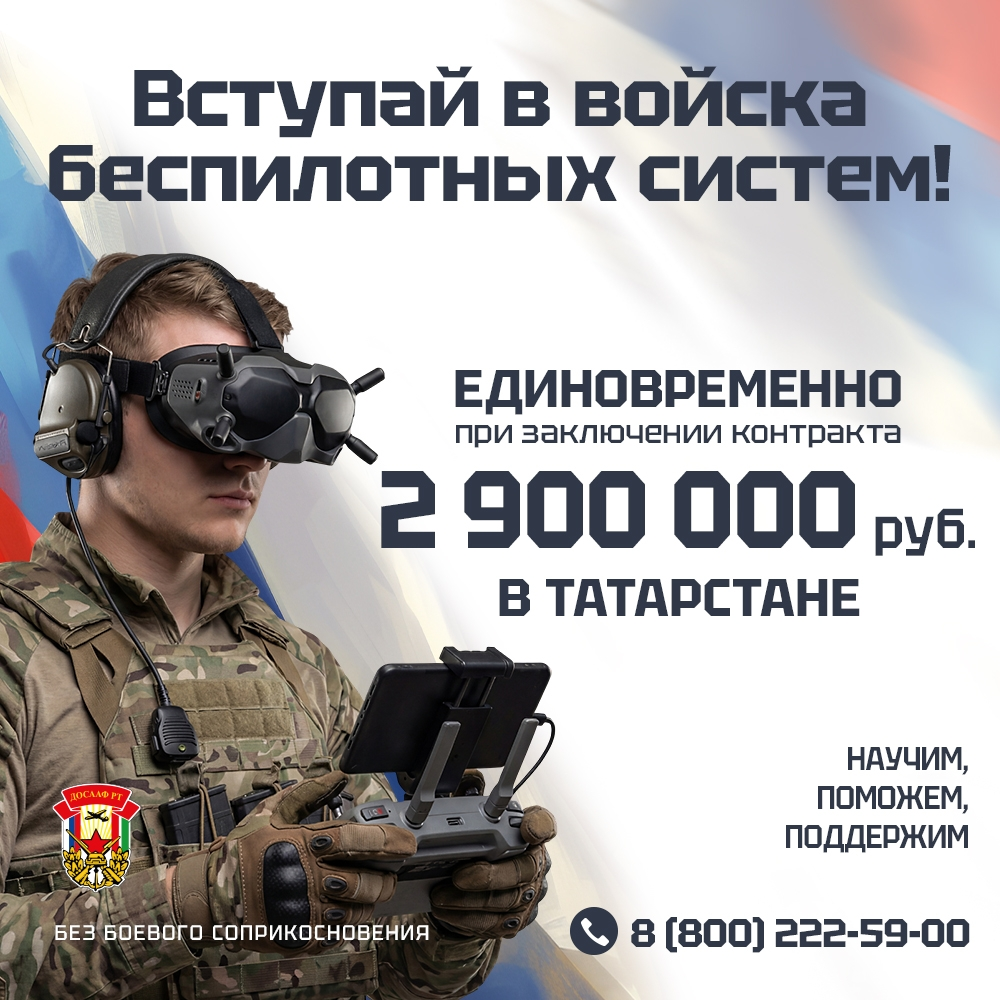 Вступай в войска
беспилотных систем!
ЕДИНОВРЕМЕННО
при заключении контракта
2 900 000 руб.
В ТАТАРСТАНЕ
НАУЧИМ,
ПОМОЖЕМ,
ПОДДЕРЖИМ
ДОСААФ РТ
БЕЗ БОЕВОГО СОПРИКОСНОВЕНИЯ
8 (800) 222-59-00